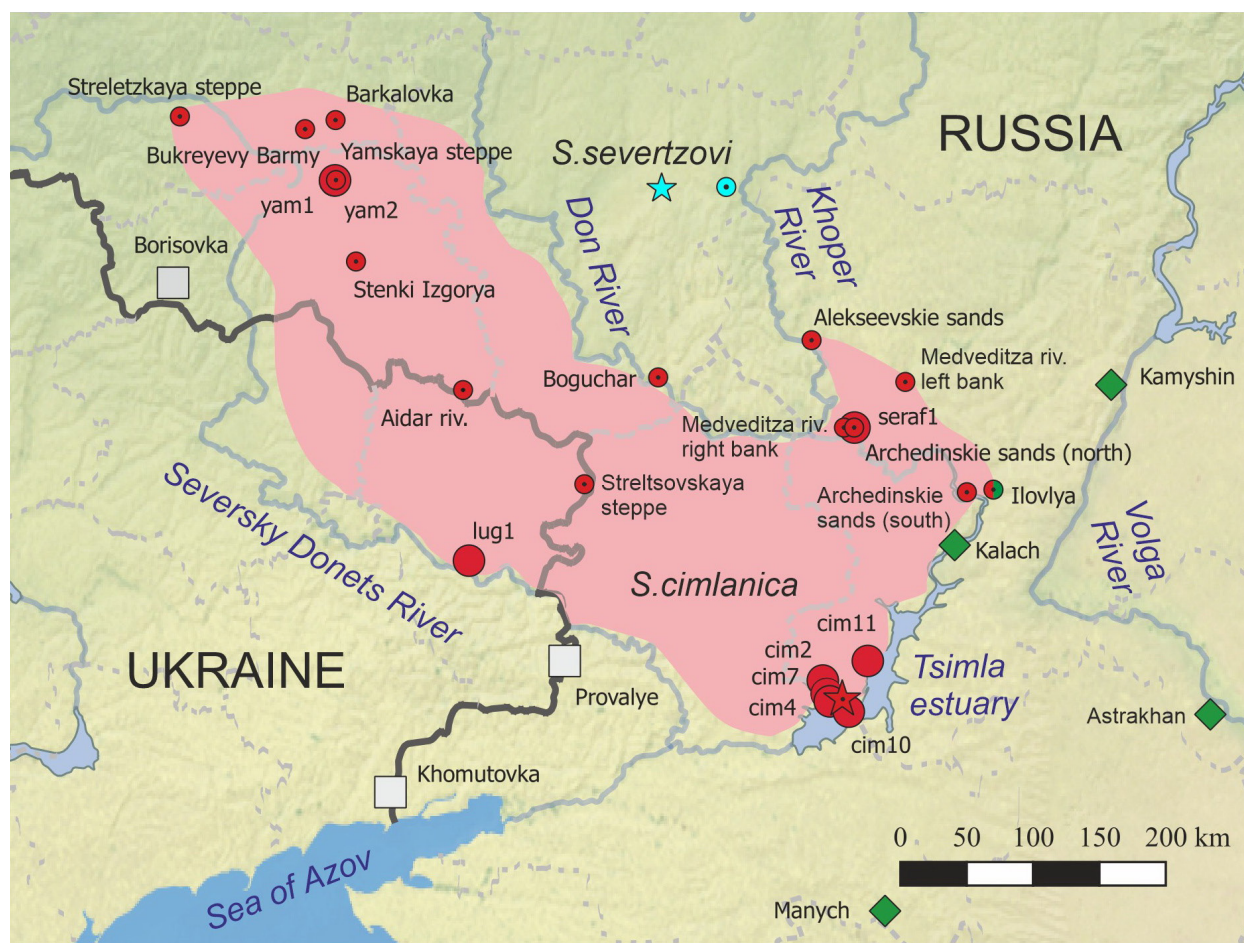 Streletzkaya steppe
Barkalovka
RUSSIA
Bukreyevy Barmy
Yamskaya steppe
S.severtzovi
yam1
yam2
Don River
Khoper
River
Borisovka
Stenki Izgorya
Alekseevskie sands
Medveditza riv.
left bank
Boguchar
Kamyshin
Aidar riv.
Medveditza riv.
right bank
seraf1
Archedinskie sands (north)
Streltsovskaya
steppe
Archedinskie
sands (south)
Ilovlya
Seversky Donets River
lug1
Kalach
Volga
River
S.cimlanica
cim11
cim2
cim7
cim4
cim10
UKRAINE
Provalye
Tsimla
estuary
Astrakhan
Khomutovka
Sea of Azov
0 50 100 150 200 km
Manych